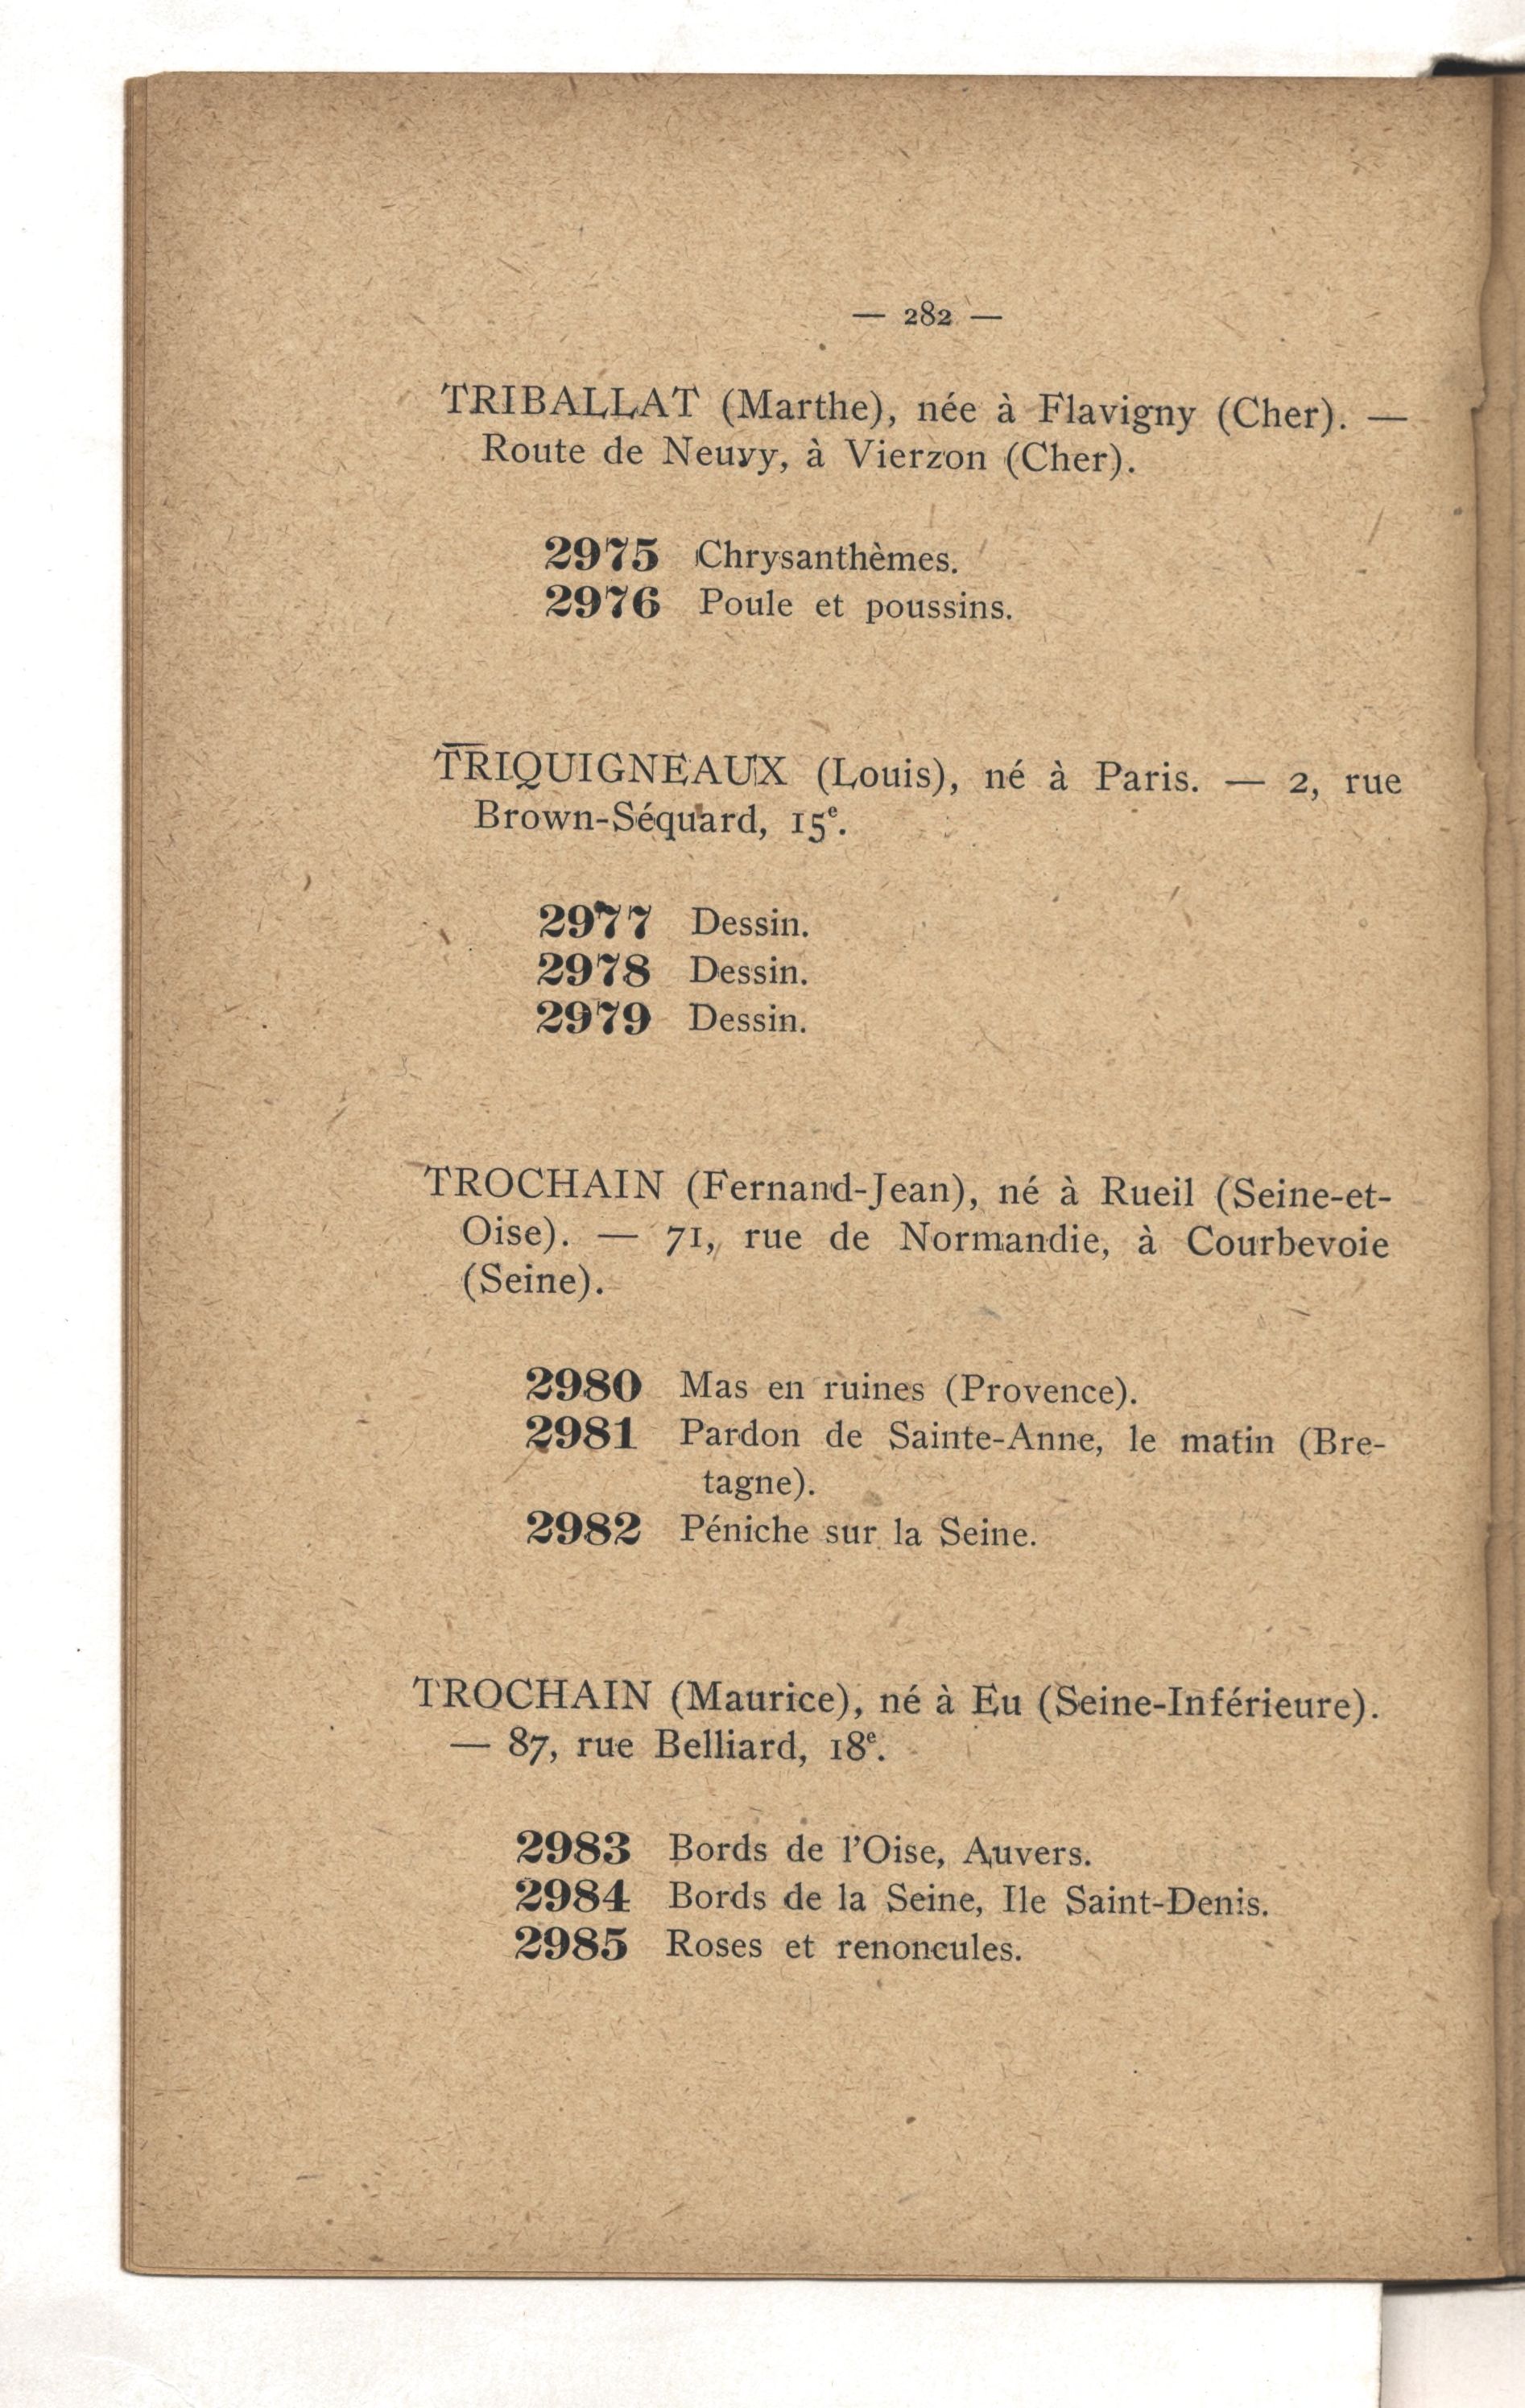 — 282 —
TRIBALLAT (Marthe), née à Flavigny (Cher). —
Route de Neuvy, à Vierzon (Cher).
2975 Chrysanthèmes.
2976 Poule et poussins.
TRIQUIGNEAUX (Louis), né à Paris. — 2, rue
Brown-Séquard, 15e.
2977 Dessin.
2978 Dessin.
2979 Dessin.
TROCHAIN (Fernand-Jean), né à Rueil (Seine-et-
Oise). — 71, rue de Normandie, à Courbevoie
(Seine).
2980 Mas en ruines (Provence).
2981 Pardon de Sainte-Anne, le matin (Bre-
tagne).
2982 Péniche sur la Seine.
TROCHAIN (Maurice), né à Eu (Seine-Inférieure).
— 87, rue Belliard, 18e.
2983 Bords de l'Oise, Auvers.
2984 Bords de la Seine, Ile Saint-Denis.
2985 Roses et renoncules.